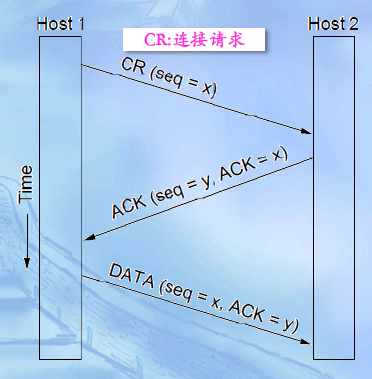 Host 1
CR:连接请求
Host 2
CR (seq = x)
ACK (seq = y, ACK = x)
Time
DATA (seq = x, ACK = y)